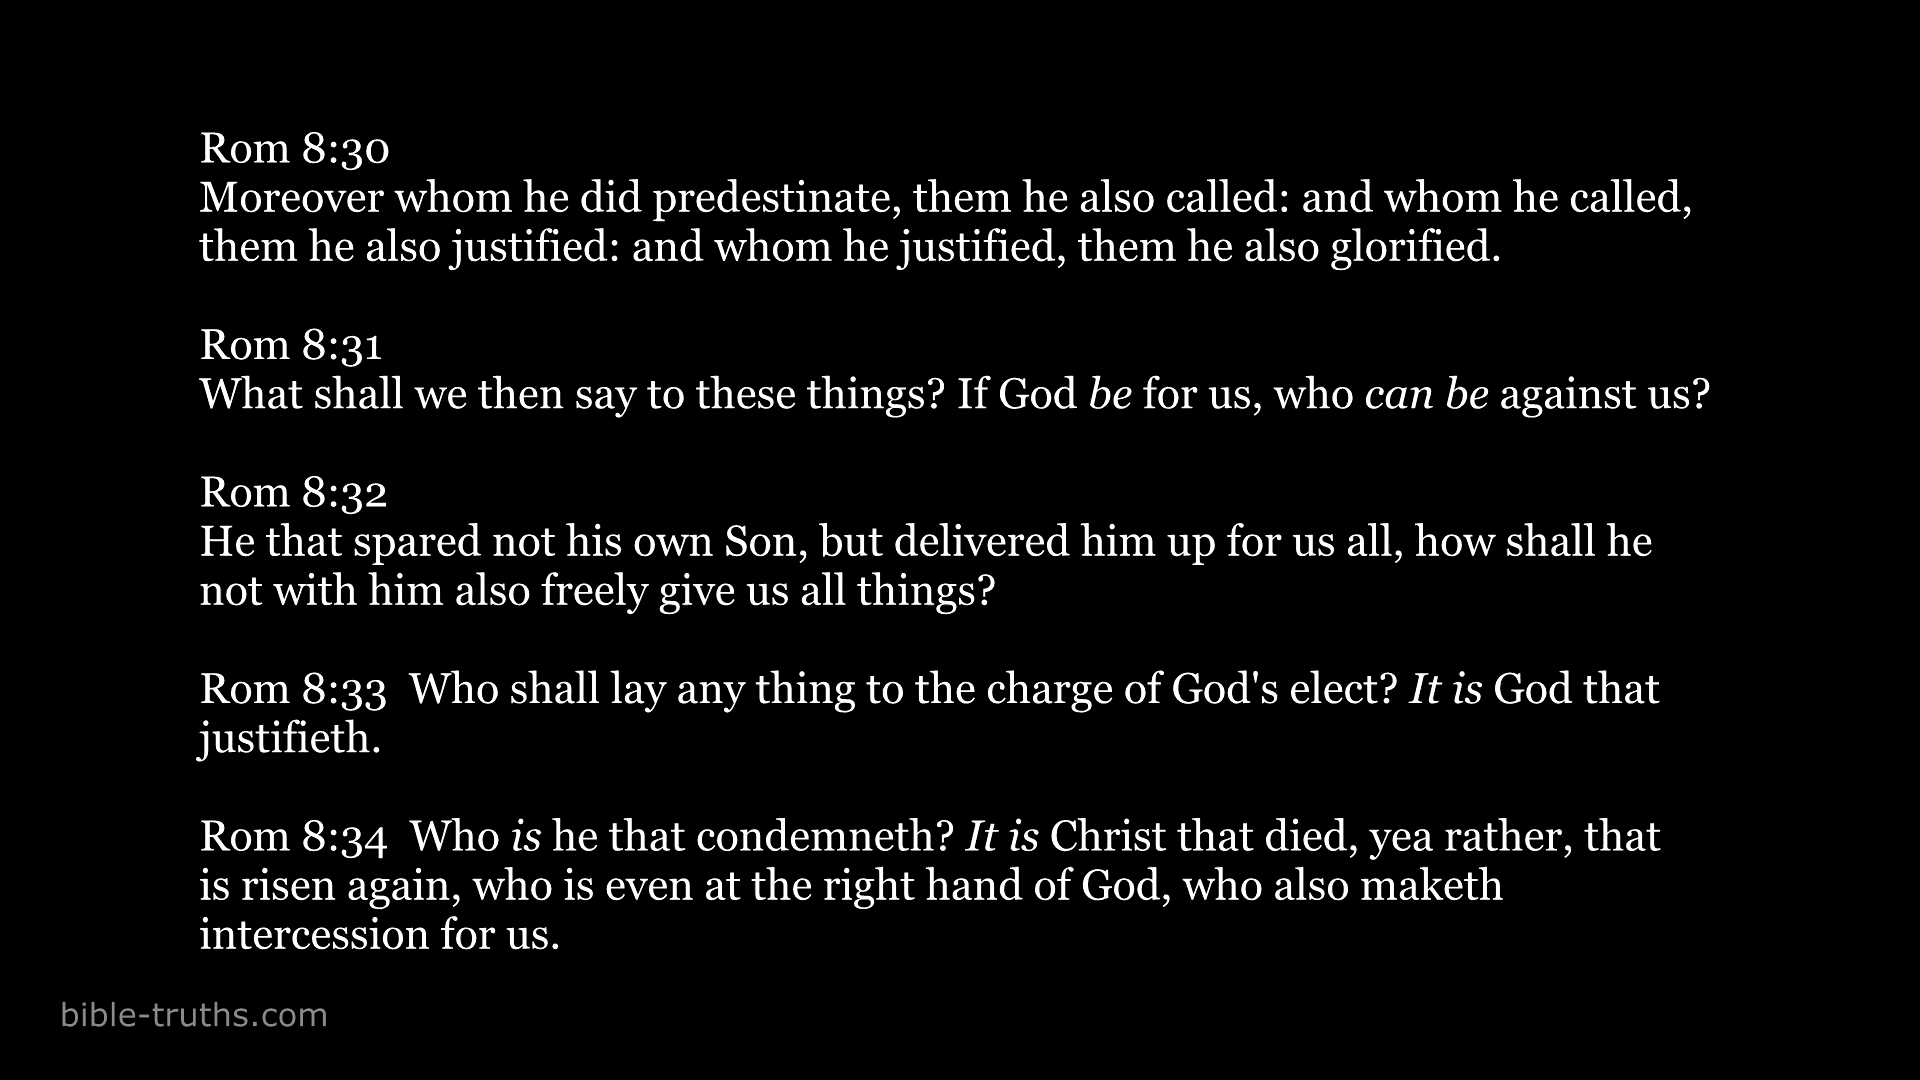 Rom 8:30
Moreover whom he did predestinate, them he also called: and whom he called,
them he also justified: and whom he justified, them he also glorified.
Rom 8:31
What shall we then say to these things? If God be for us, who can be against us?
Rom 8:32
He that spared not his own Son, but delivered him up for us all, how shall he
not with him also freely give us all things?
Rom 8:33  Who shall lay any thing to the charge of God's elect? It is God that
justifieth.
Rom 8:34  Who is he that condemneth? It is Christ that died, yea rather, that
is risen again, who is even at the right hand of God, who also maketh
intercession for us.
bible-truths.com